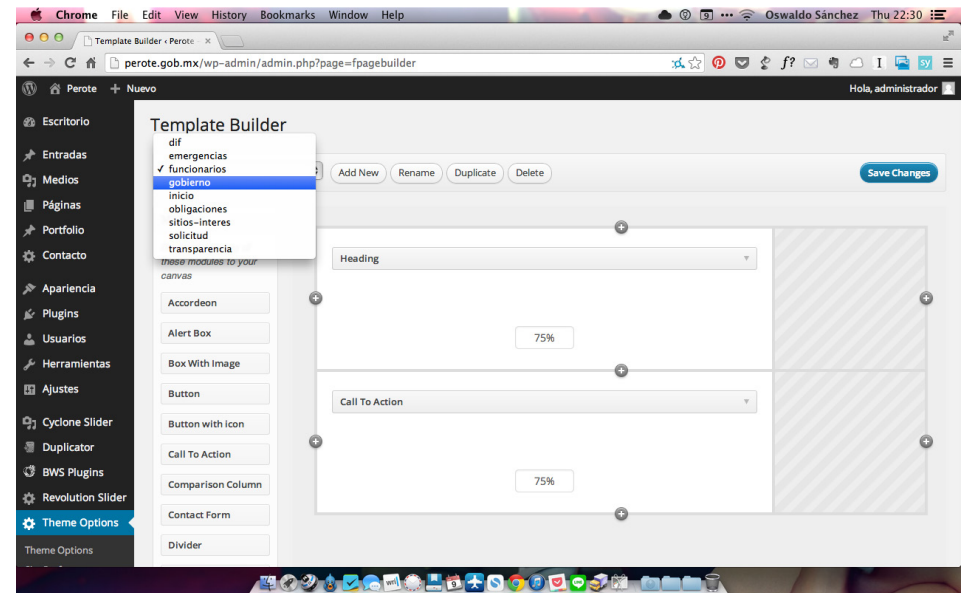 Chrome File Edit View History Bookmarks Window Help
9
Oswaldo Sánchez Thu 22:30
Template Builder ‹ Perote
perote.gob.mx/wp-admin/admin.php?page=fpagebuilder
Perote + Nuevo
Hola, administrador
Escritorio
Entradas
Medios
Páginas
Portfolio
Contacto
Apariencia
Plugins
Usuarios
Herramientas
Ajustes
Cyclone Slider
Duplicator
BWS Plugins
Revolution Slider
Theme Options
Theme Options
Template Builder
dif
emergencias
✓ funcionarios
gobierno
inicio
obligaciones
sitios-interes
solicitud
transparencia
Add New Rename Duplicate Delete
Save Changes
these modules to your
canvas
Accordeon
Alert Box
Box With Image
Button
Button with icon
Call To Action
Comparison Column
Contact Form
Divider
Heading
75%
Call To Action
75%